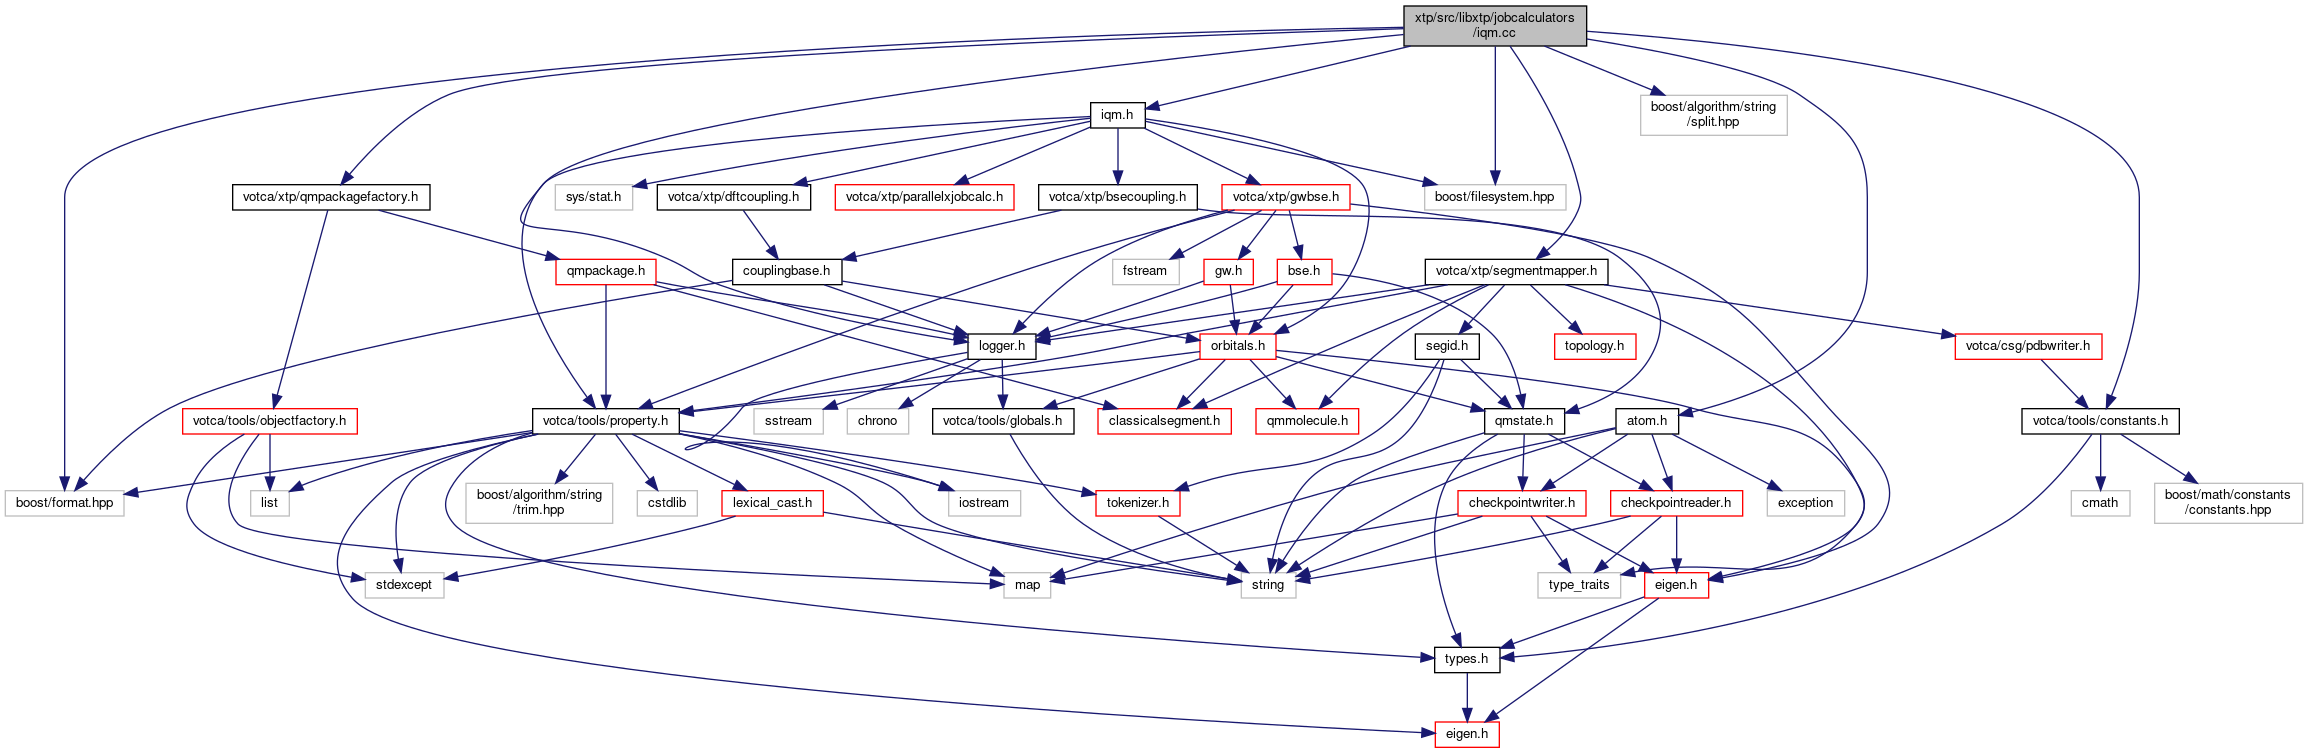 xtp/src/libxtp/jobcalculators
/iqm.cc
iqm.h
boost/algorithm/string
/split.hpp
votca/xtp/qmpackagefactory.h
sys/stat.h
votca/xtp/dftcoupling.h
votca/xtp/parallelxjobcalc.h
votca/xtp/bsecoupling.h
votca/xtp/gwbse.h
boost/filesystem.hpp
qmpackage.h
couplingbase.h
fstream
gw.h
bse.h
votca/xtp/segmentmapper.h
logger.h
orbitals.h
segid.h
topology.h
votca/csg/pdbwriter.h
votca/tools/objectfactory.h
votca/tools/property.h
sstream
chrono
votca/tools/globals.h
classicalsegment.h
qmmolecule.h
qmstate.h
atom.h
votca/tools/constants.h
boost/format.hpp
list
boost/algorithm/string
/trim.hpp
cstdlib
lexical_cast.h
iostream
tokenizer.h
checkpointwriter.h
checkpointreader.h
exception
cmath
boost/math/constants
/constants.hpp
stdexcept
map
string
type_traits
eigen.h
types.h
eigen.h